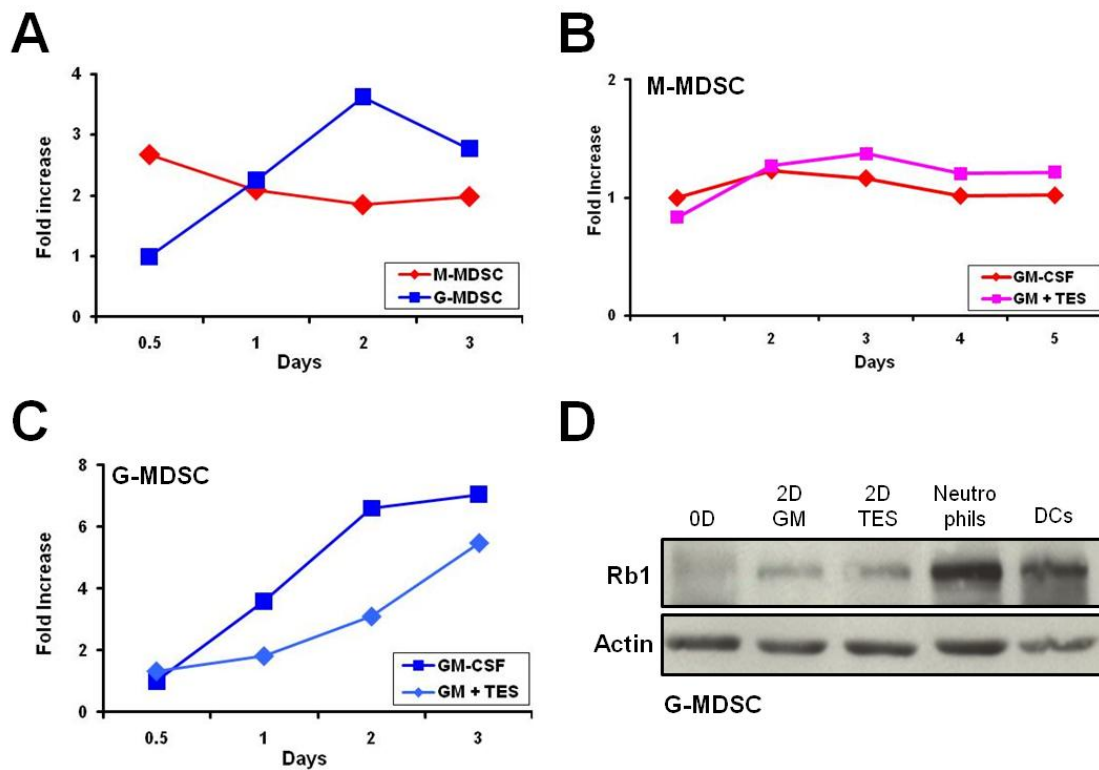 A
Fold increase
4
3
2
1
0
0.5 1 2 3
Days
M-MDSC
G-MDSC
B
M-MDSC
Fold Increase
2
1
0
1 2 3 4 5
Days
GM-CSF
GM + TES
C
G-MDSC
Fold Increase
8
6
4
2
0
0.5 1 2 3
Days
GM-CSF
GM + TES
D
0D
2D
GM
2D
TES
Neutro
phils
DCs
Rb1
Actin
G-MDSC